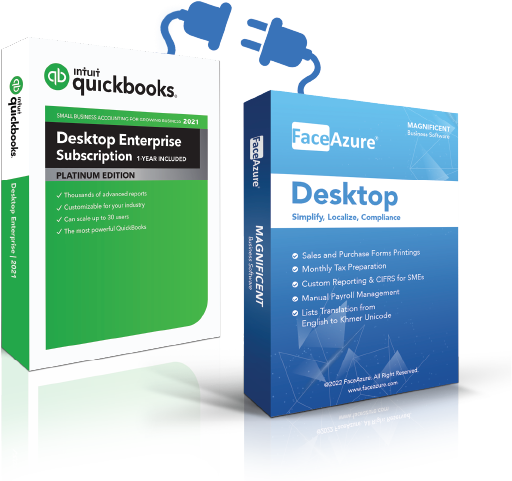 intuit
quickbooks.
SMALL BUSINESS ACCOUNTING FOR GROWING BUSINESS 2021
Desktop Enterprise
Subscription 1-YEAR INCLUDED
PLATINUM EDITION
Thousands of advanced reports
Customizable for your industry
Can scale up to 30 users
The most powerful QuickBooks
qb
intuit
quickbooks.
Desktop Enterprise | 2021
MAGNIFICENT
Business Software
FaceAzure®
Desktop
Simplify, Localize, Compliance
Sales and Purchase Forms Printings
Monthly Tax Preparation
Custom Reporting & CIFRS for SMEs
Manual Payroll Management
Lists Translation from
English to Khmer Unicode
©2022 FaceAzure. All Right Reserved.
www.faceazure.com
FaceAzure®
MAGNIFICENT
Business Software